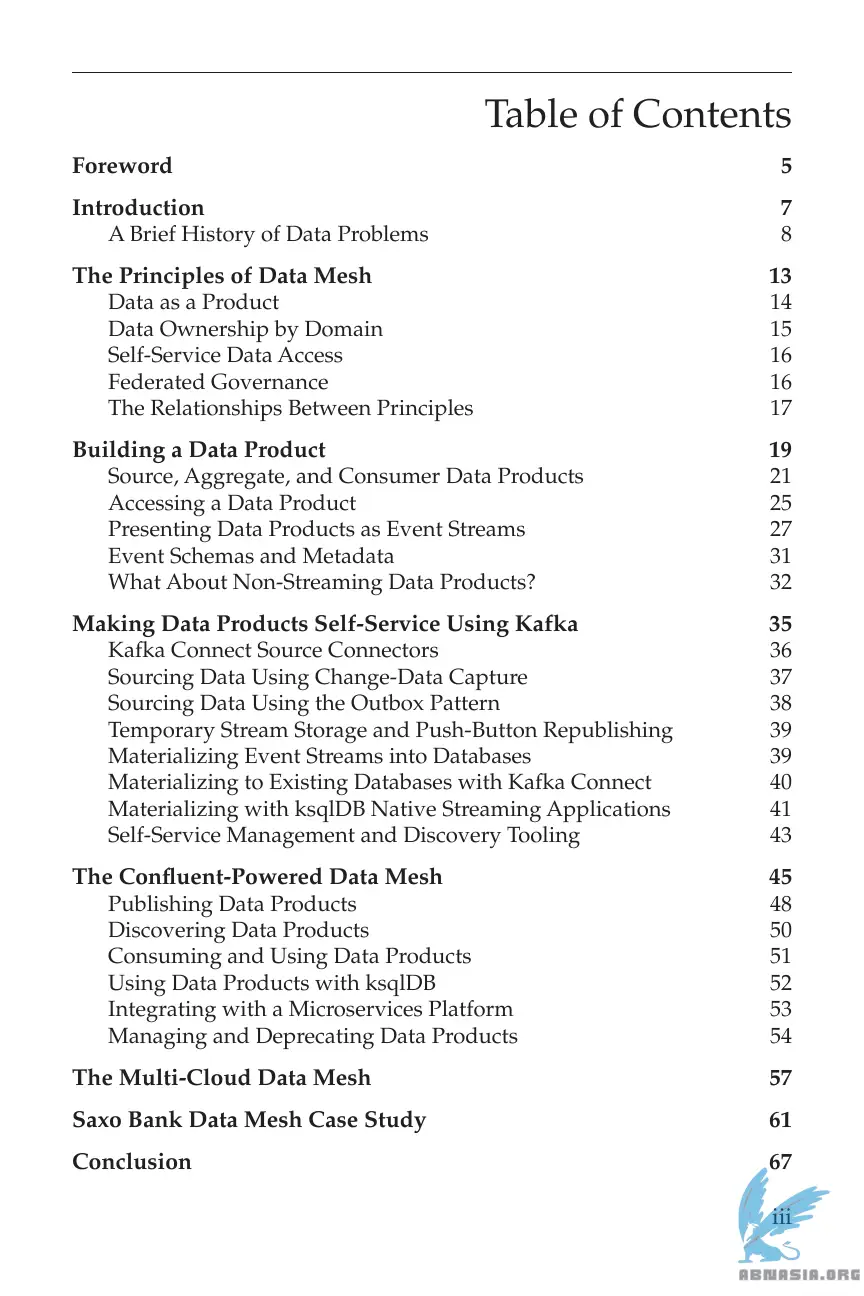 Table of Contents
Foreword 5
Introduction 7
A Brief History of Data Problems 8
The Principles of Data Mesh 13
Data as a Product 14
Data Ownership by Domain 15
Self-Service Data Access 16
Federated Governance 16
The Relationships Between Principles 17
Building a Data Product 19
Source, Aggregate, and Consumer Data Products 21
Accessing a Data Product 25
Presenting Data Products as Event Streams 27
Event Schemas and Metadata 31
What About Non-Streaming Data Products? 32
Making Data Products Self-Service Using Kafka 35
Kafka Connect Source Connectors 36
Sourcing Data Using Change-Data Capture 37
Sourcing Data Using the Outbox Pattern 38
Temporary Stream Storage and Push-Button Republishing 39
Materializing Event Streams into Databases 39
Materializing to Existing Databases with Kafka Connect 40
Materializing with ksqlDB Native Streaming Applications 41
Self-Service Management and Discovery Tooling 43
The Confluent-Powered Data Mesh 45
Publishing Data Products 48
Discovering Data Products 50
Consuming and Using Data Products 51
Using Data Products with ksqlDB 52
Integrating with a Microservices Platform 53
Managing and Deprecating Data Products 54
The Multi-Cloud Data Mesh 57
Saxo Bank Data Mesh Case Study 61
Conclusion 67
iii
ABNASIA.ORG